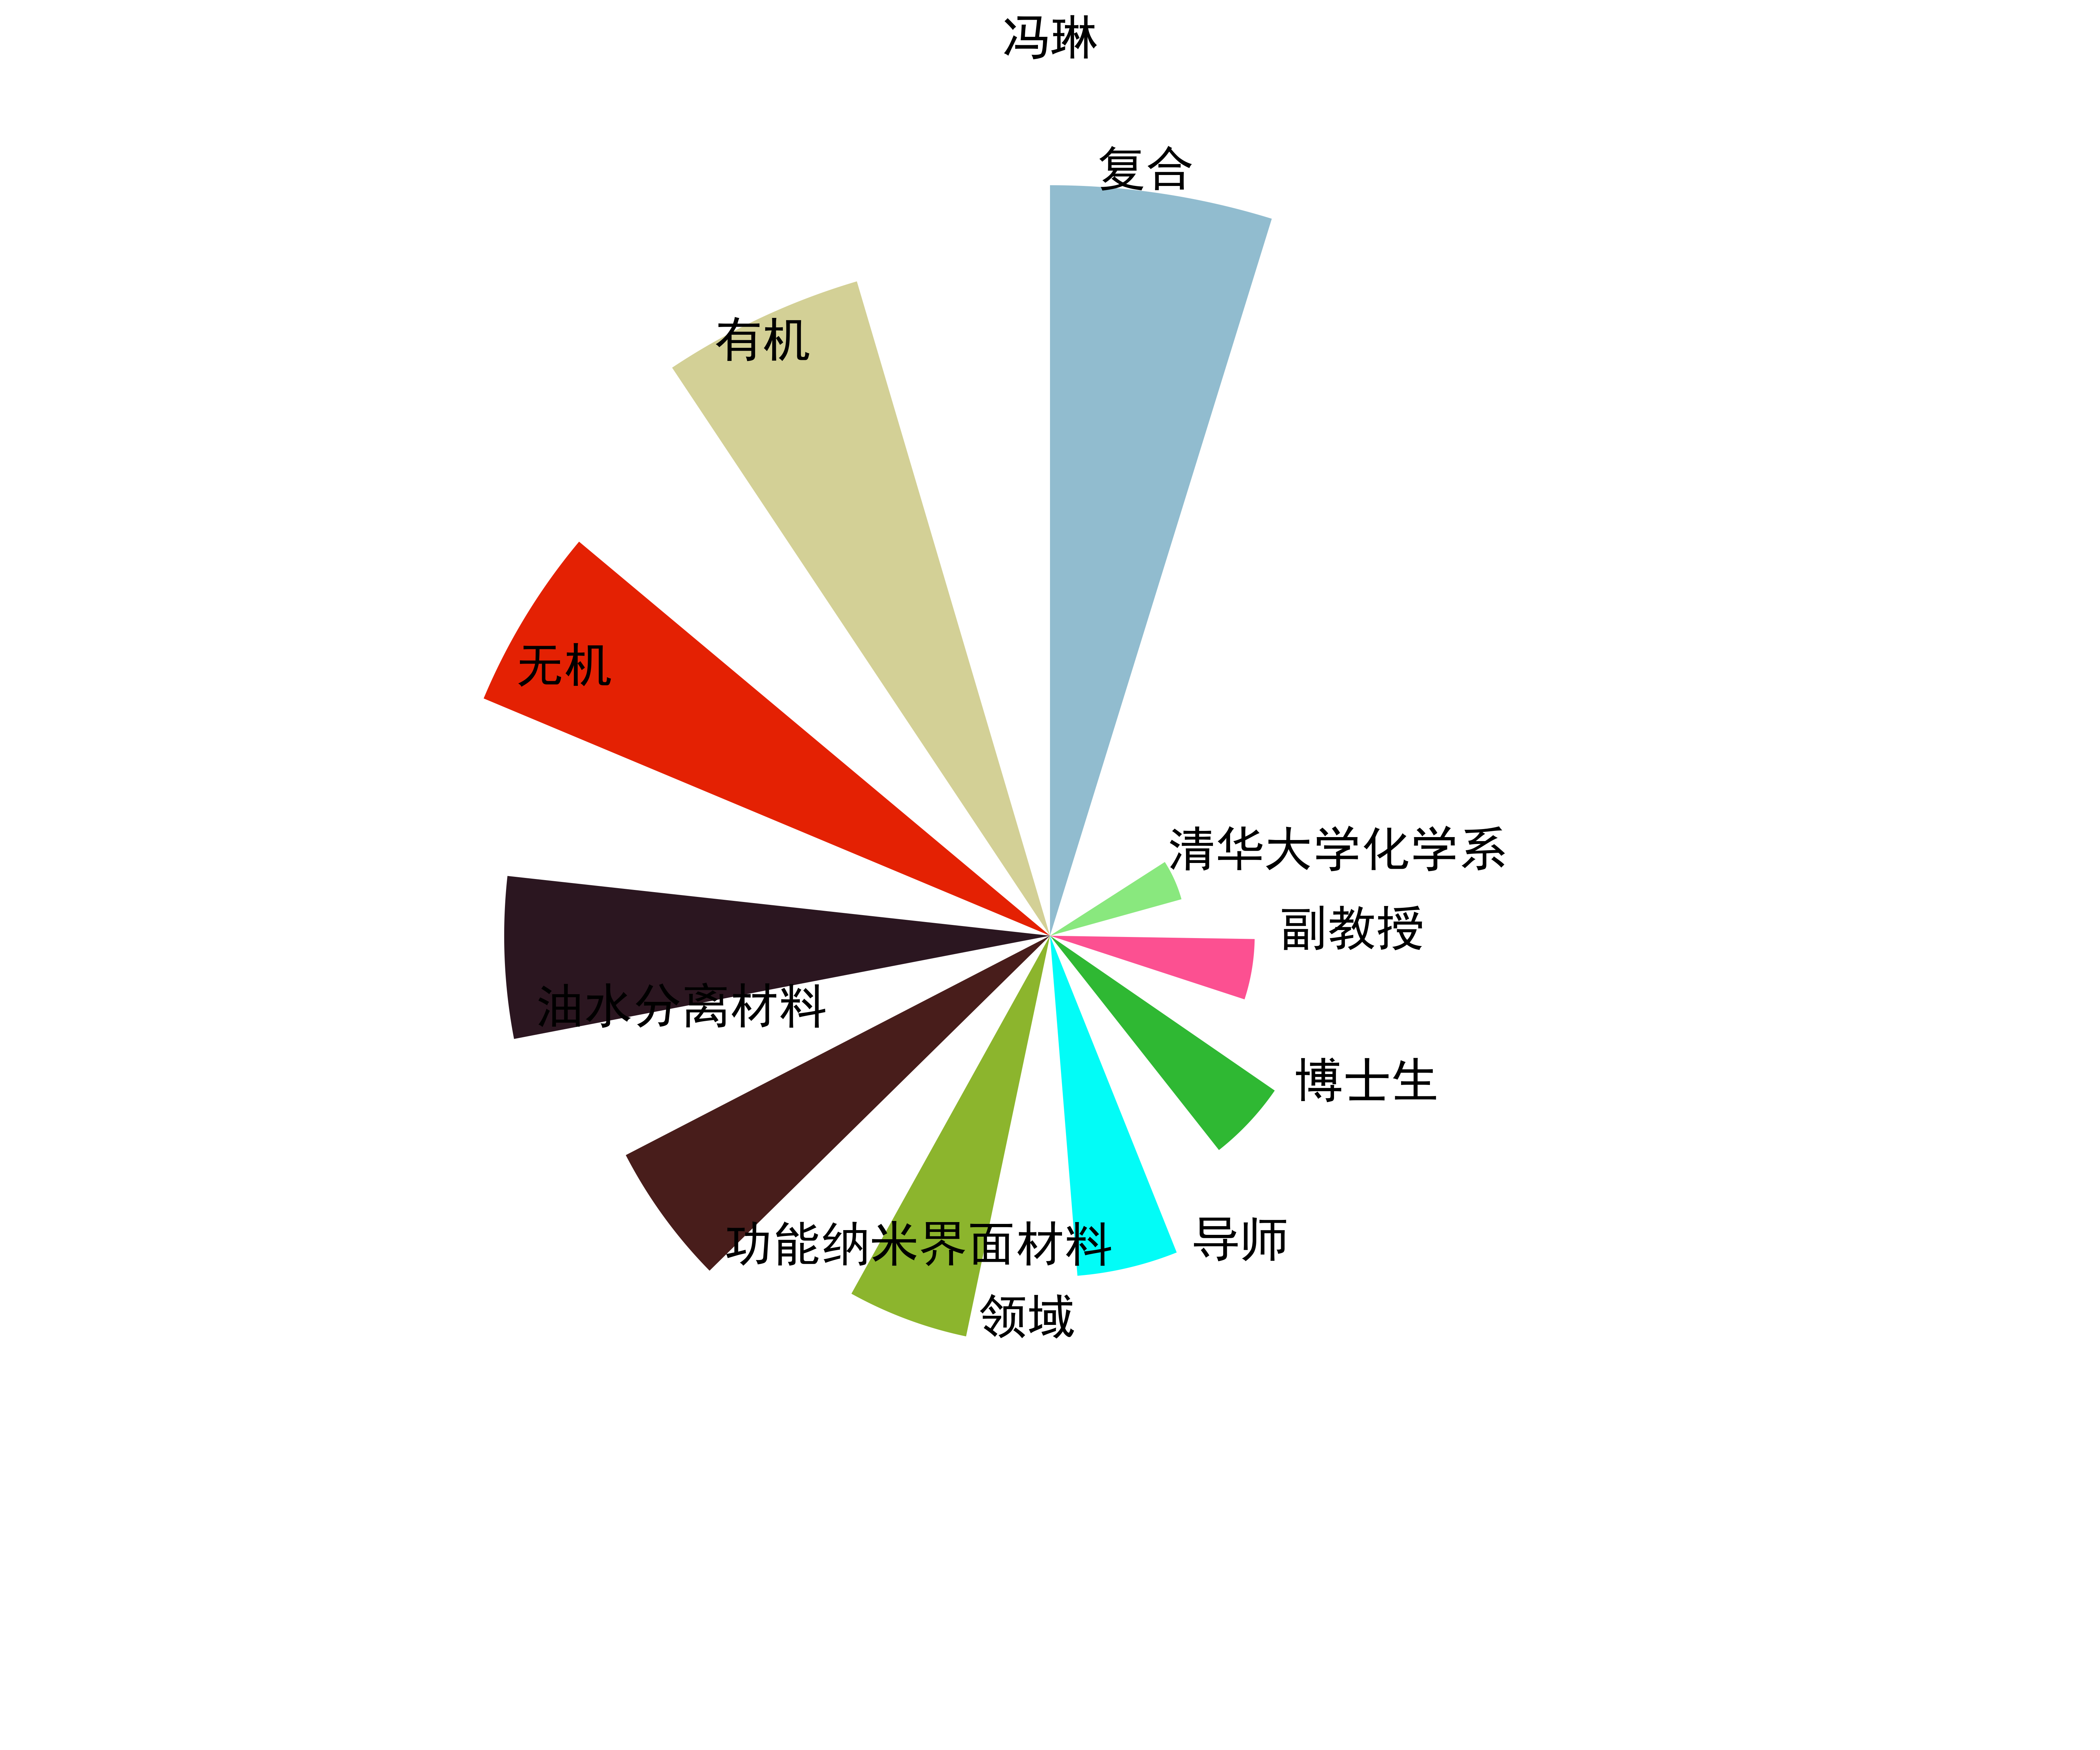 冯琳
复合
有机
无机
清华大学化学系
副教授
油水分离材料
博士生
导师
功能纳米界面材料
领域